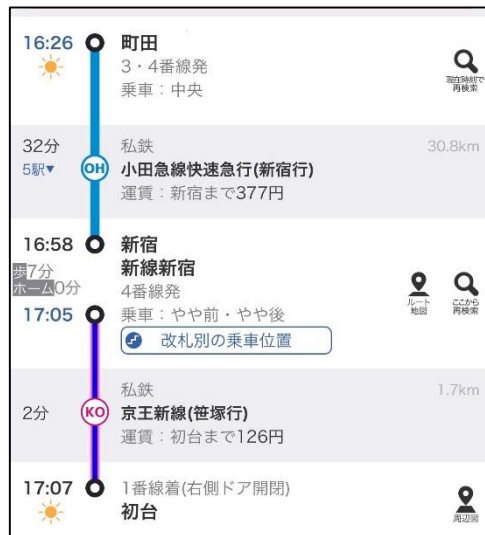 16:26 町田
3・4番線発
乗車：中央
現在時刻で
再検索
32分 私鉄 30.8km
5駅▼ OH 小田急線快速急行(新宿行)
運賃：新宿まで377円
16:58 新宿
新線新宿
歩7分 4番線発
ホーム0分
ルート
地図
ここから
再検索
17:05 乗車：やや前・やや後
改札別の乗車位置
私鉄 1.7km
2分 KO 京王新線(笹塚行)
運賃：初台まで126円
17:07 1番線着(右側ドア開閉)
初台
周辺図